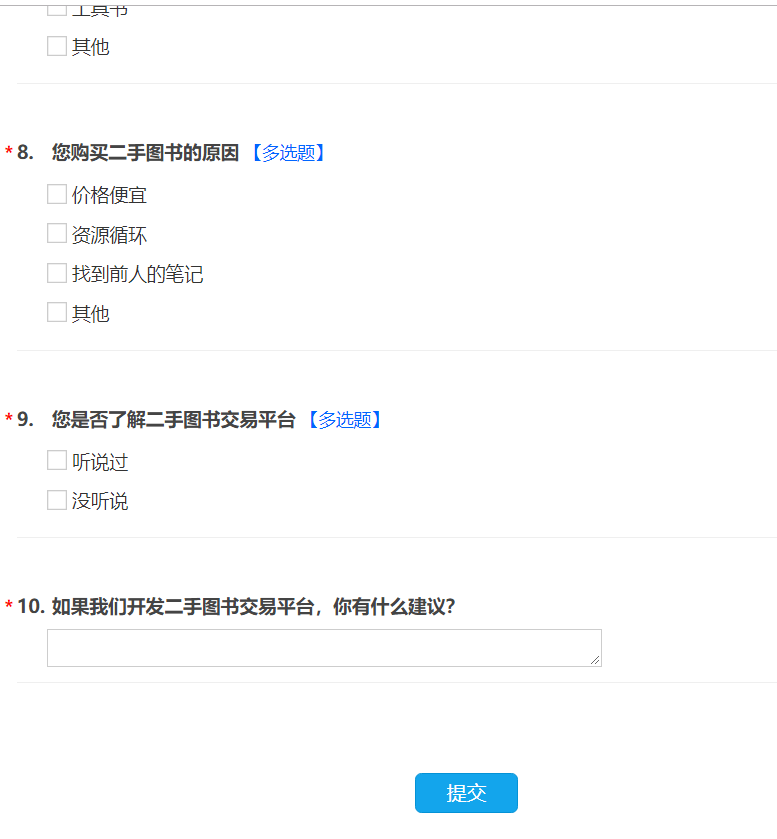 工具书
其他
* 8. 您购买二手图书的原因 【多选题】
价格便宜
资源循环
找到前人的笔记
其他
* 9. 您是否了解二手图书交易平台 【多选题】
听说过
没听说
* 10. 如果我们开发二手图书交易平台，你有什么建议？
提交